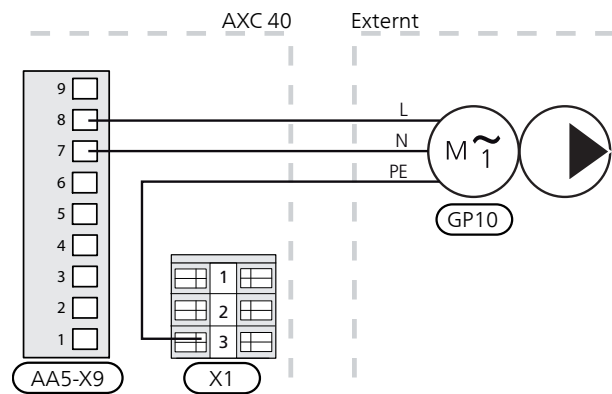 AXC 40 Externt
9
8 L
7 N
M ~ 1
6 PE
5
GP10
4
3 1
2 2
1 3
AA5-X9 X1